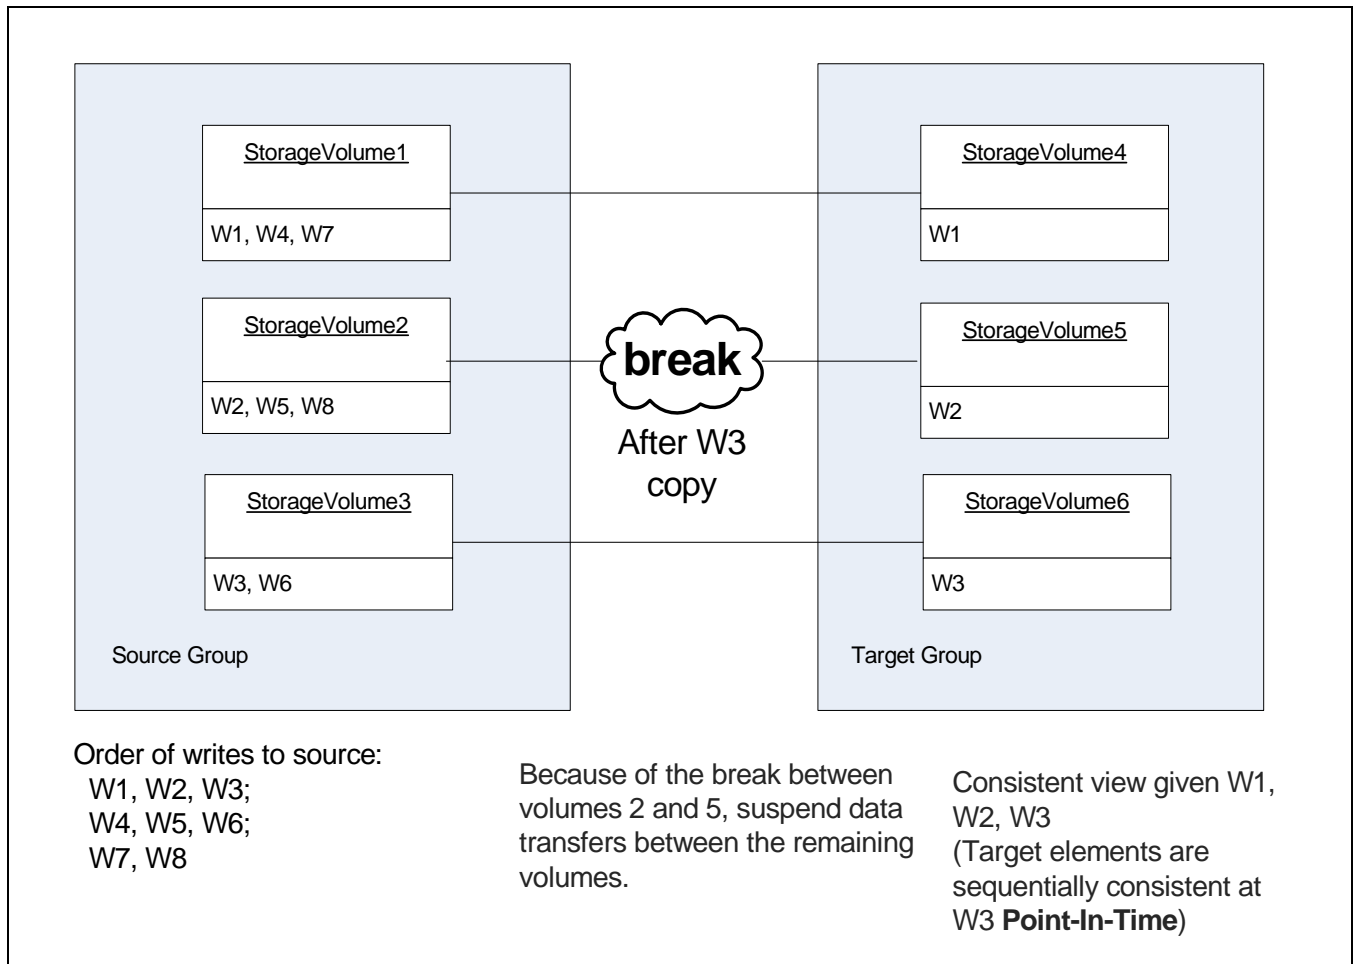 StorageVolume1
W1, W4, W7
StorageVolume2
W2, W5, W8
StorageVolume3
W3, W6
Source Group
break
After W3
copy
StorageVolume4
W1
StorageVolume5
W2
StorageVolume6
W3
Target Group
Order of writes to source:
W1, W2, W3;
W4, W5, W6;
W7, W8
Because of the break between
volumes 2 and 5, suspend data
transfers between the remaining
volumes.
Consistent view given W1,
W2, W3
(Target elements are
sequentially consistent at
W3 Point-In-Time)